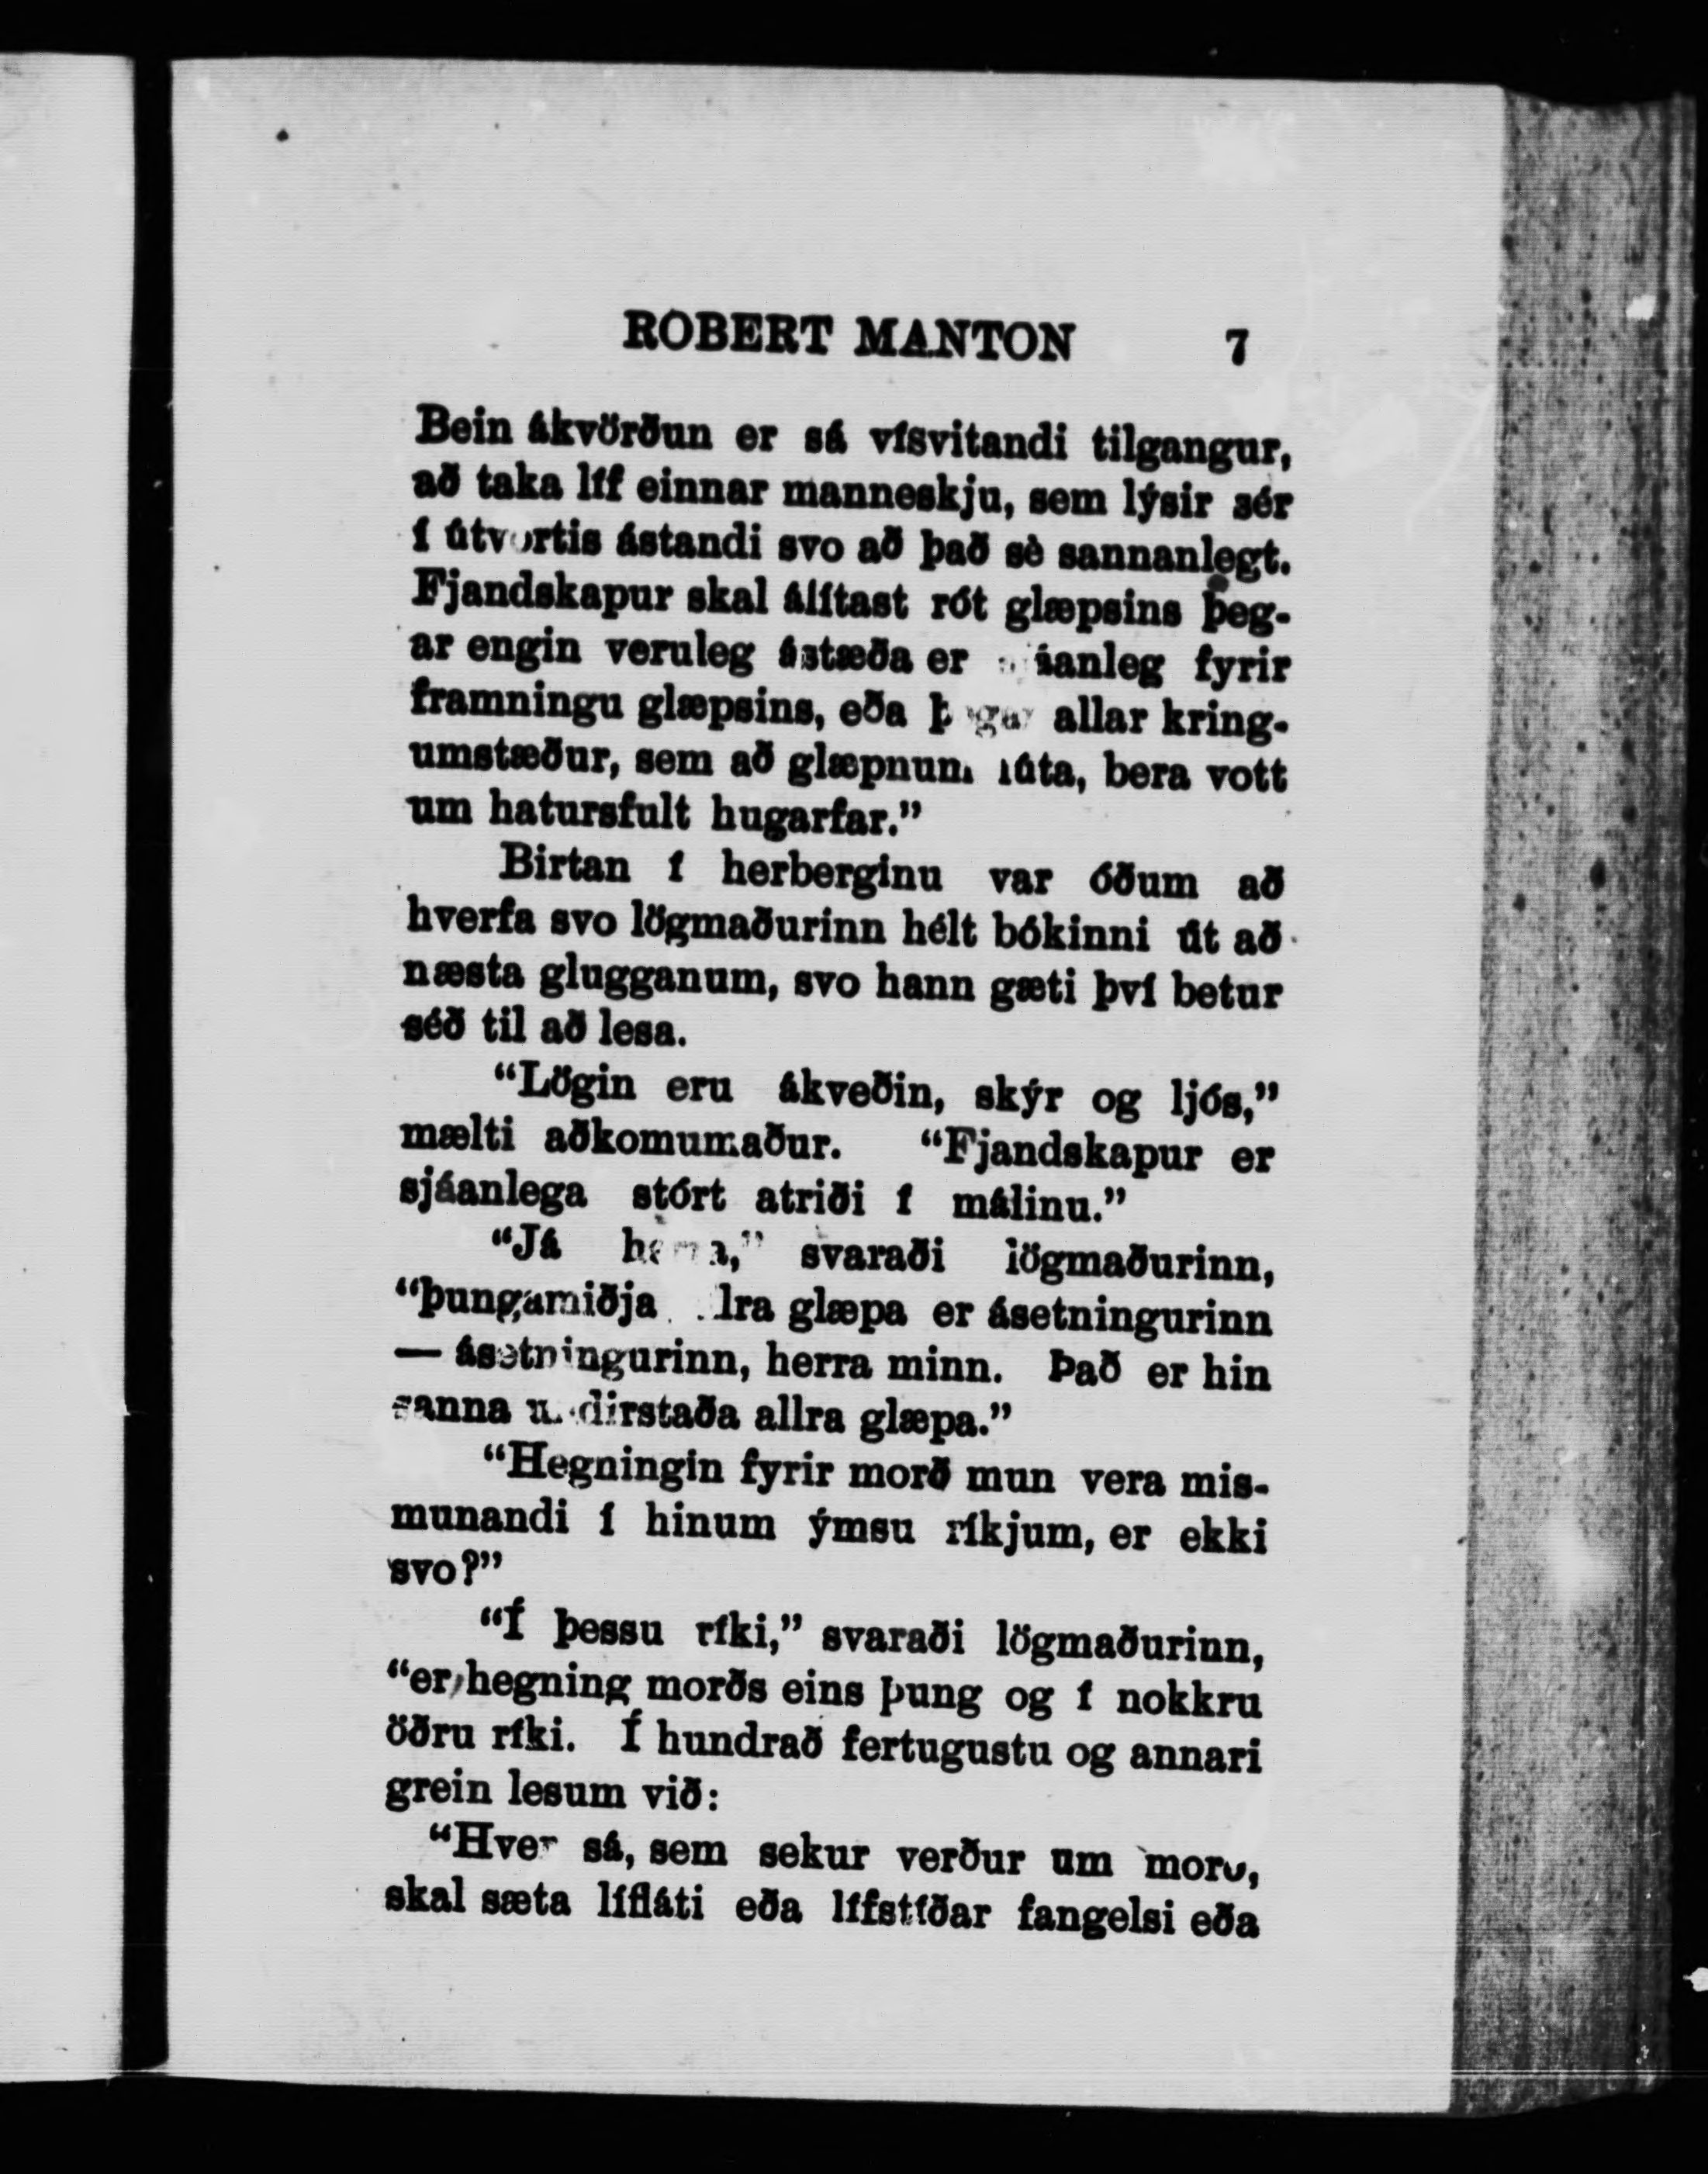 ROBERT MANTON 7
Bein ákvörðun er sá vísvitandi tilgangur,
að taka líf einnar manneskju, sem lýsir sér
í útvortis ástandi svo að það sè sannanlegt.
Fjandskapur skal álítast rót glæpsins þeg-
ar engin veruleg ástæða er sjáanleg fyrir
framningu glæpsins, eða þegar allar kring-
umstæður, sem að glæpnum lúta, bera vott
um hatursfult hugarfar.”
Birtan í herberginu var óðum að
hverfa svo lögmaðurinn hélt bókinni út að
næsta glugganum, svo hann gæti því betur
séð til að lesa.
“Lögin eru ákveðin, skýr og ljós,”
mælti aðkomumaður. “Fjandskapur er
sjáanlega stórt atriði í málinu.”
“Já herra,” svaraði lögmaðurinn,
“þungamiðja allra glæpa er ásetningurinn
— ásetningurinn, herra minn. Það er hin
sanna undirstaða allra glæpa.”
“Hegningin fyrir morð mun vera mis-
munandi í hinum ýmsu ríkjum, er ekki
svo?”
“Í þessu ríki,” svaraði lögmaðurinn,
“er hegning morðs eins þung og í nokkru
öðru ríki. Í hundrað fertugustu og annari
grein lesum við:
“Hver sá, sem sekur verður um morð,
skal sæta lífláti eða lífstíðar fangelsi eða